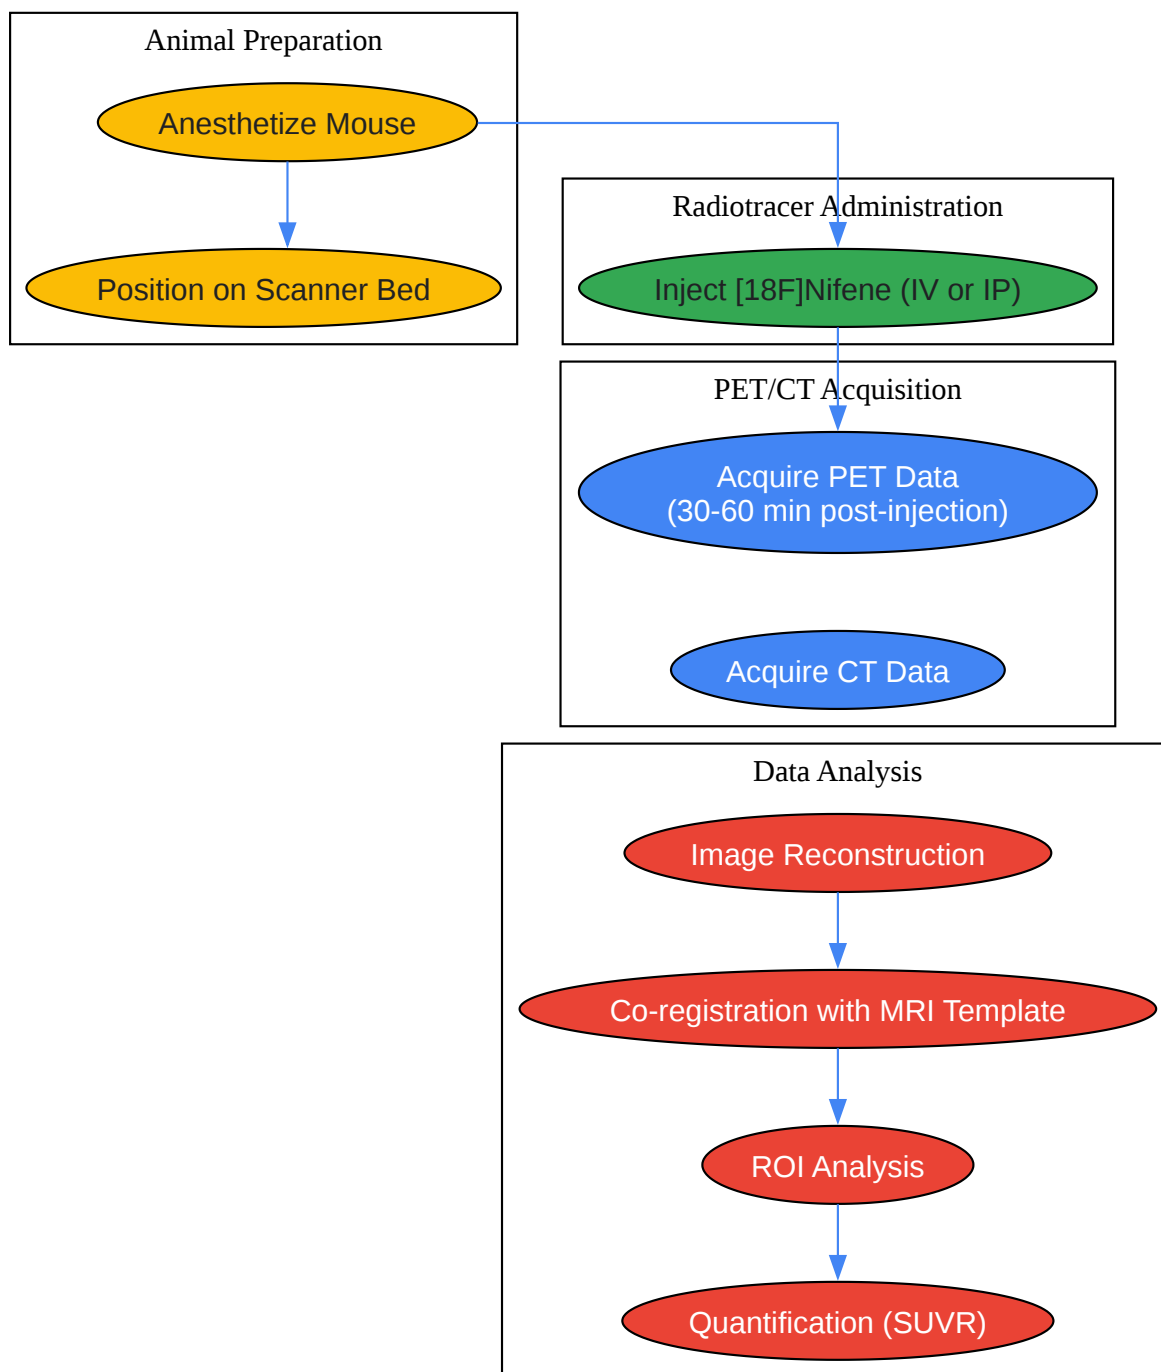 Animal Preparation
Anesthetize Mouse
Position on Scanner Bed
Radiotracer Administration
Inject [18F]Nifene (IV or IP)
PET/CT Acquisition
Acquire PET Data
(30-60 min post-injection)
Acquire CT Data
Data Analysis
Image Reconstruction
Co-registration with MRI Template
ROI Analysis
Quantification (SUVR)